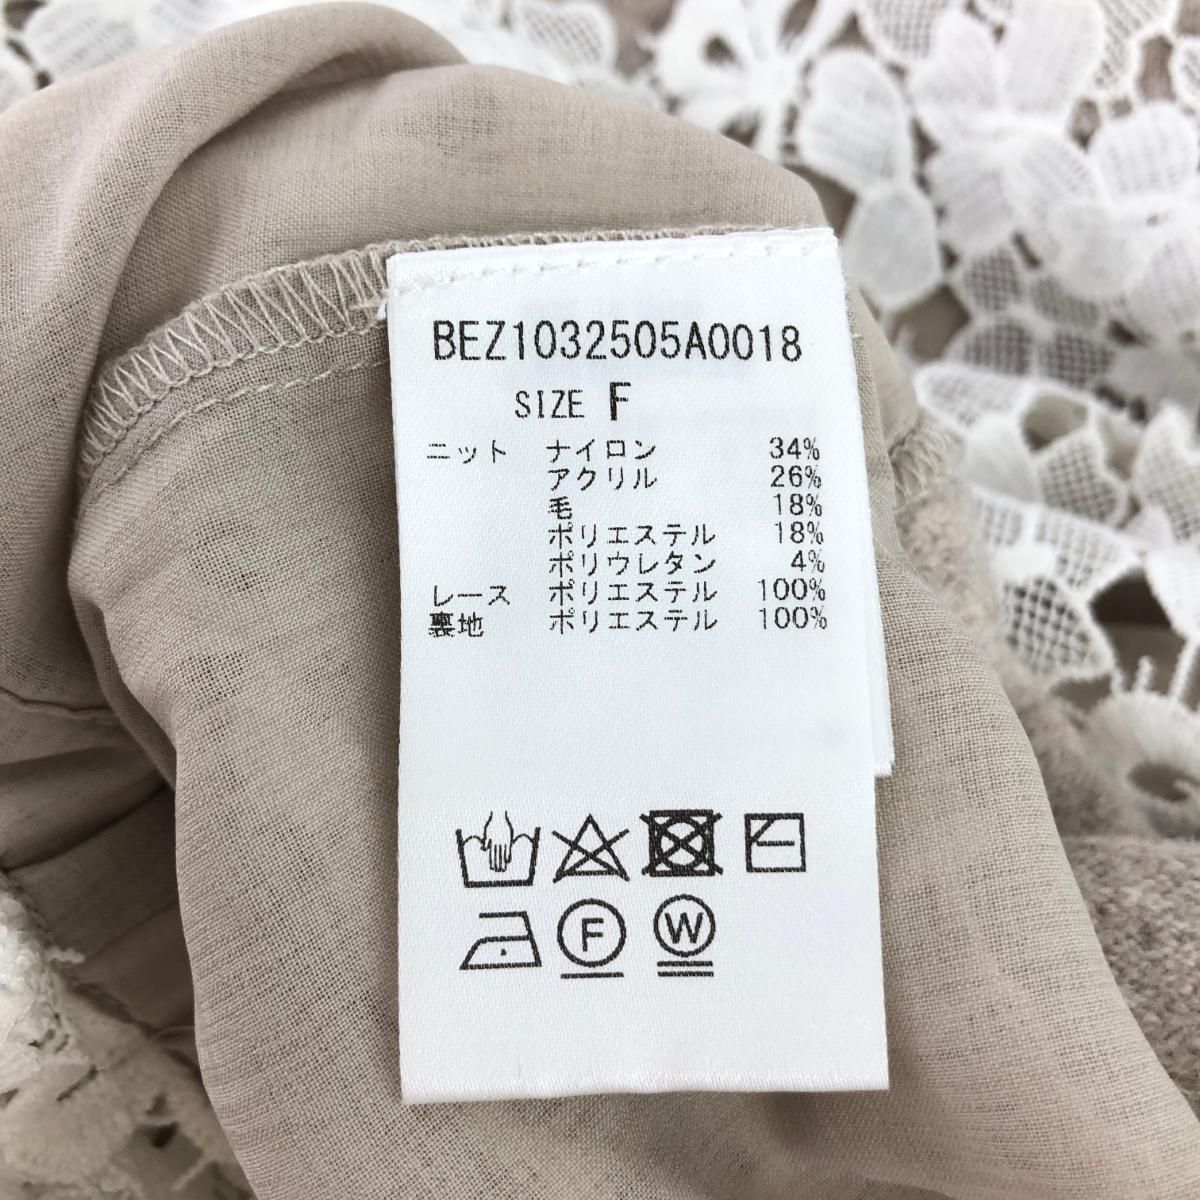 BEZ1032505A0018
SIZE F
ニット ナイロン 34%
アクリル 26%
毛 18%
ポリエステル 18%
ポリウレタン 4%
レース ポリエステル 100%
裏地 ポリエステル 100%
F W